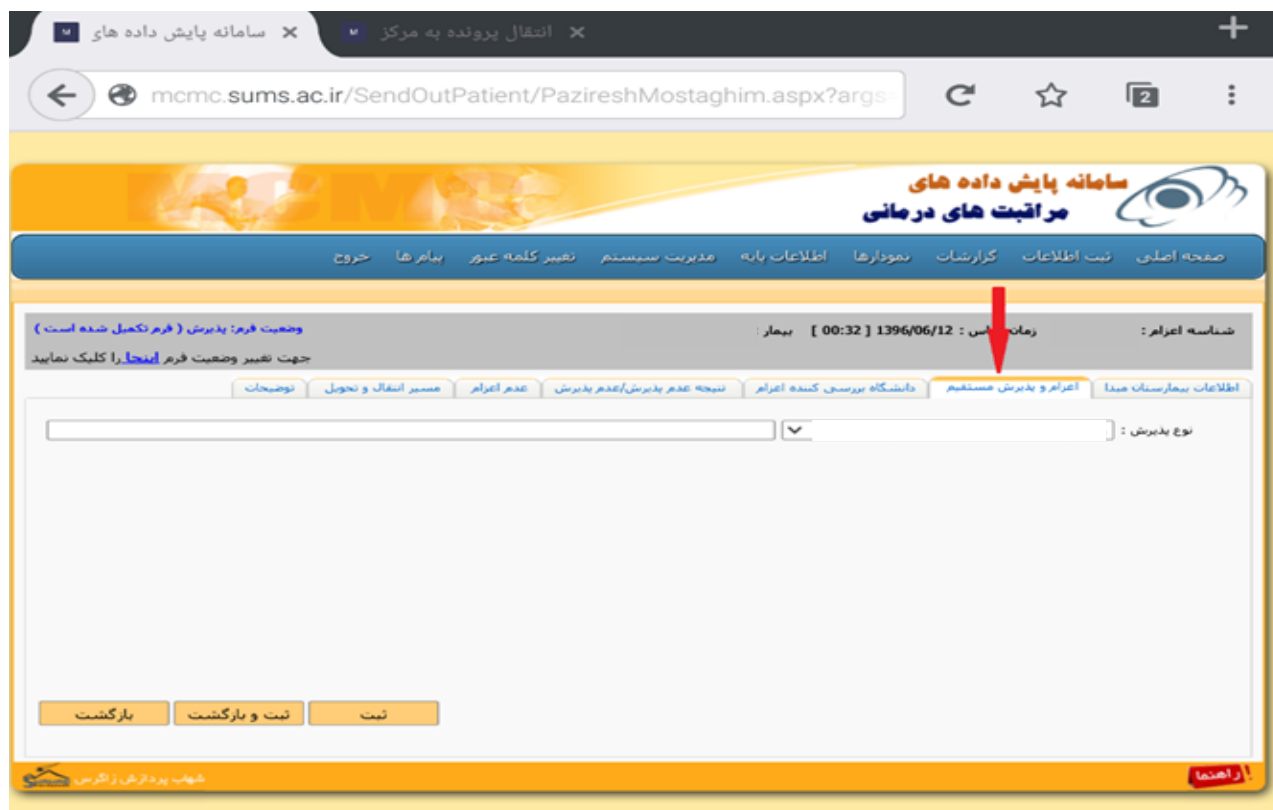 سامانه پایش داده های
انتقال پرونده به مرکز
mcmc.sums.ac.ir/SendOutPatient/PazireshMostaghim.aspx?args=
2
MCMC
سامانه پایش داده های
مراقبت های درمانی
صفحه اصلی ثبت اطلاعات گزارشات نمودارها اطلاعات پایه مدیریت سیستم تغییر کلمه عبور پیام ها خروج
شناسه اعزام : زمان تماس : 1396/06/12 [ 00:32 ] بیمار : وضعیت فرم: پذیرش ( فرم تکمیل شده است )
جهت تغییر وضعیت فرم اینجا را کلیک نمایید
اطلاعات بیمارستان مبدا اعزام و پذیرش مستقیم دانشگاه بررسی کننده اعزام نتیجه عدم پذیرش/عدم پذیرش عدم اعزام مسیر انتقال و تحویل توضیحات
نوع پذیرش :
ثبت ثبت و بازگشت بازگشت
راهنما! شهاب پردازش زاگرس